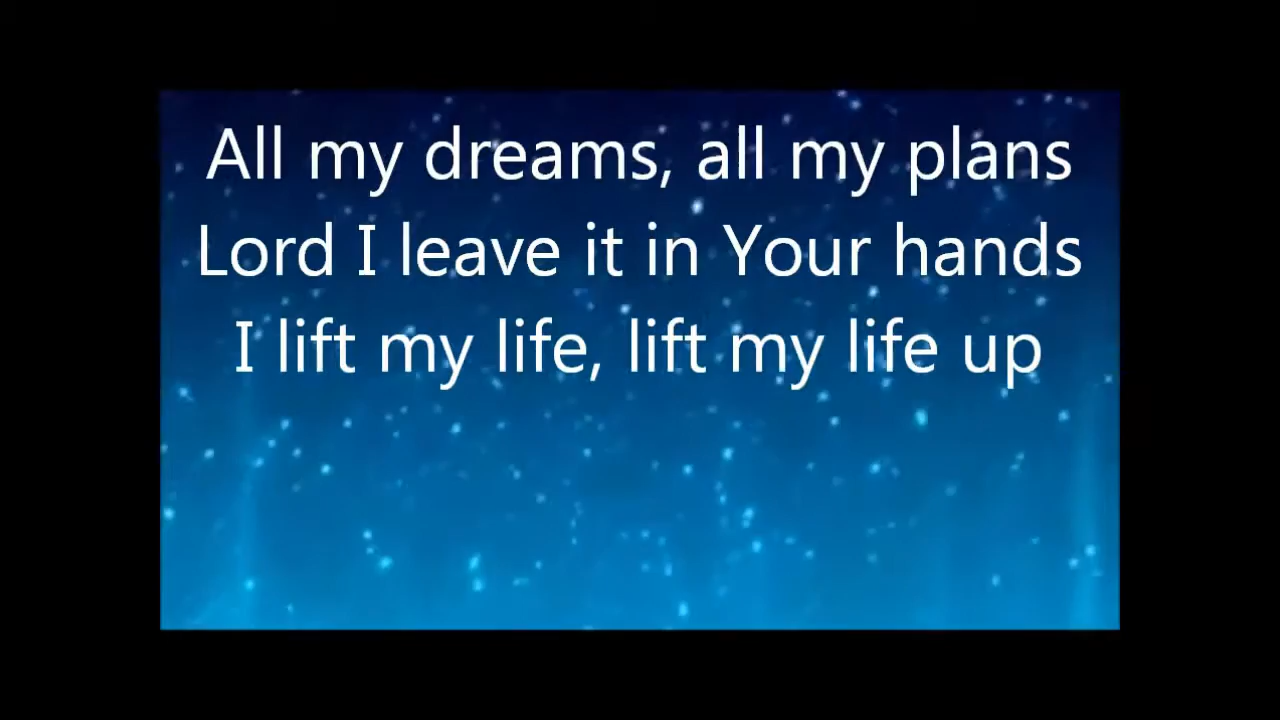 All my dreams, all my plans
Lord I leave it in Your hands
I lift my life, lift my life up